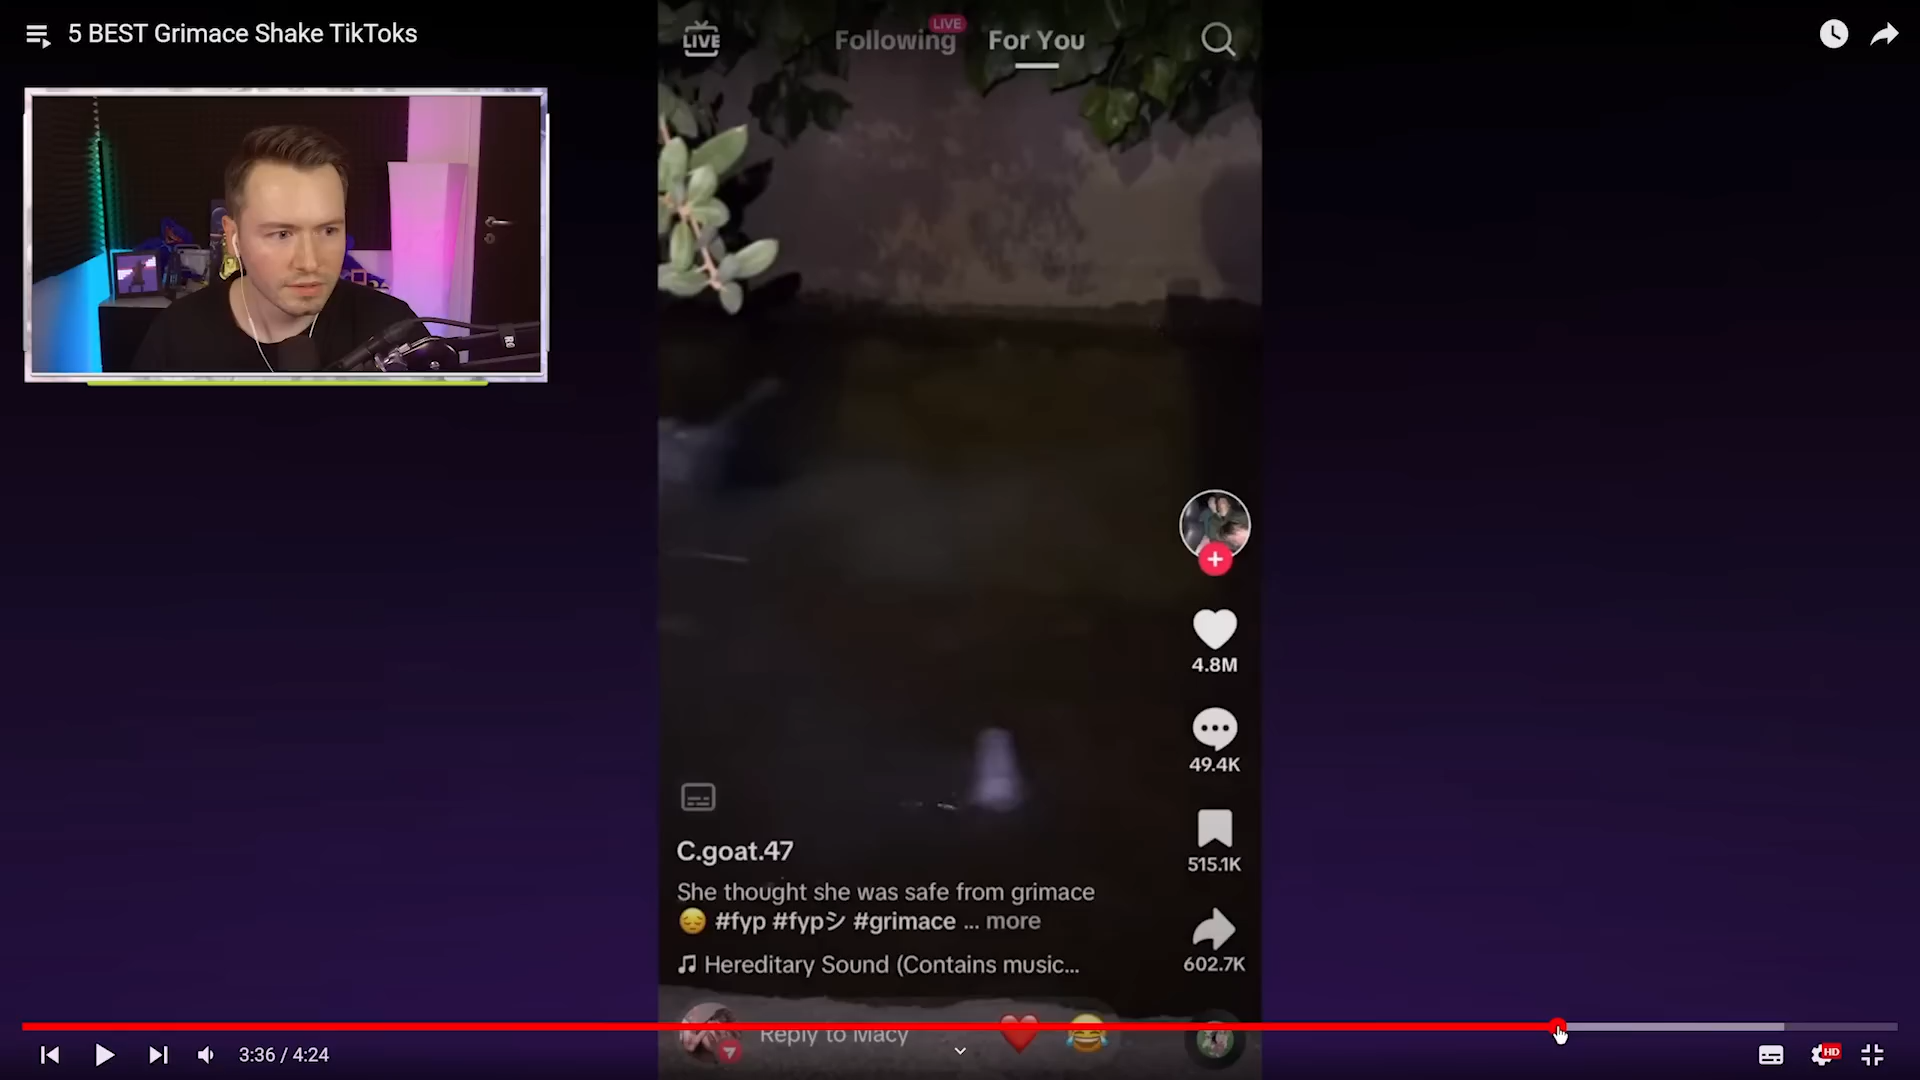 5 BEST Grimace Shake TikToks
LIVE
Following
LIVE
For You
4.8M
49.4K
515.1K
602.7K
C.goat.47
She thought she was safe from grimace
😔 #fyp #fypシ #grimace ... more
Hereditary Sound (Contains music...
Reply to Macy
3:36 / 4:24
HD